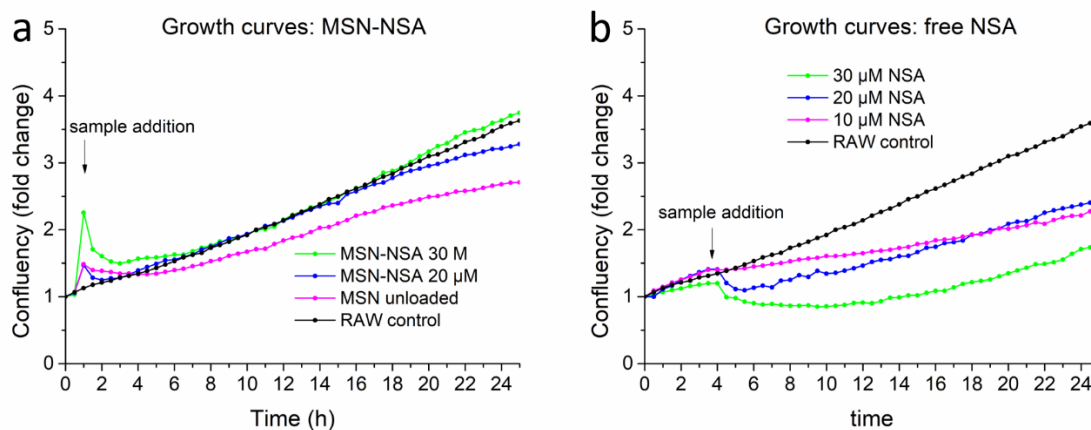 a
Growth curves: MSN-NSA
5
4
3
2
1
0
Confluency (fold change)
sample addition
MSN-NSA 30 M
MSN-NSA 20 µM
MSN unloaded
RAW control
0 2 4 6 8 10 12 14 16 18 20 22 24
Time (h)
b
Growth curves: free NSA
5
4
3
2
1
0
Confluency (fold change)
30 µM NSA
20 µM NSA
10 µM NSA
RAW control
sample addition
0 2 4 6 8 10 12 14 16 18 20 22 24
time